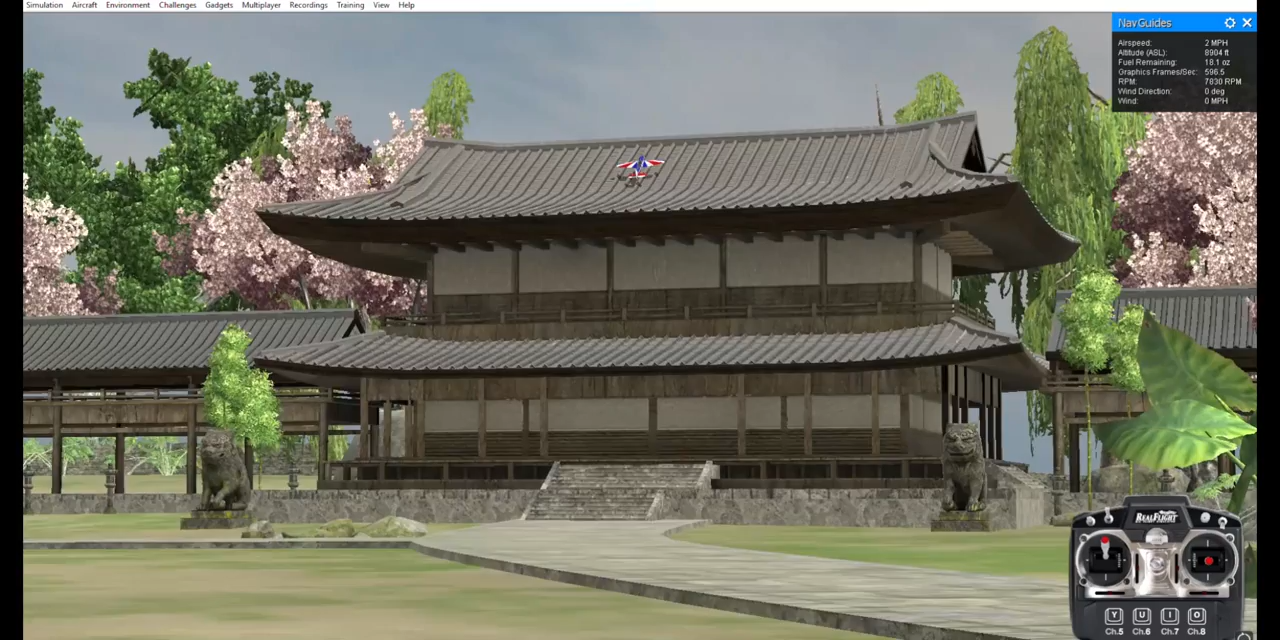 Simulation Aircraft Environment Challenges Gadgets Multiplayer Recordings Training View Help
NavGuides
Airspeed: 2 MPH
Altitude (ASL): 8904 ft
Fuel Remaining: 18.1 oz
Graphics Frames/Sec: 596.5
RPM: 7830 RPM
Wind Direction: 0 deg
Wind: 0 MPH
REALFLIGHT
Y U I O
Ch.5 Ch.6 Ch.7 Ch.8